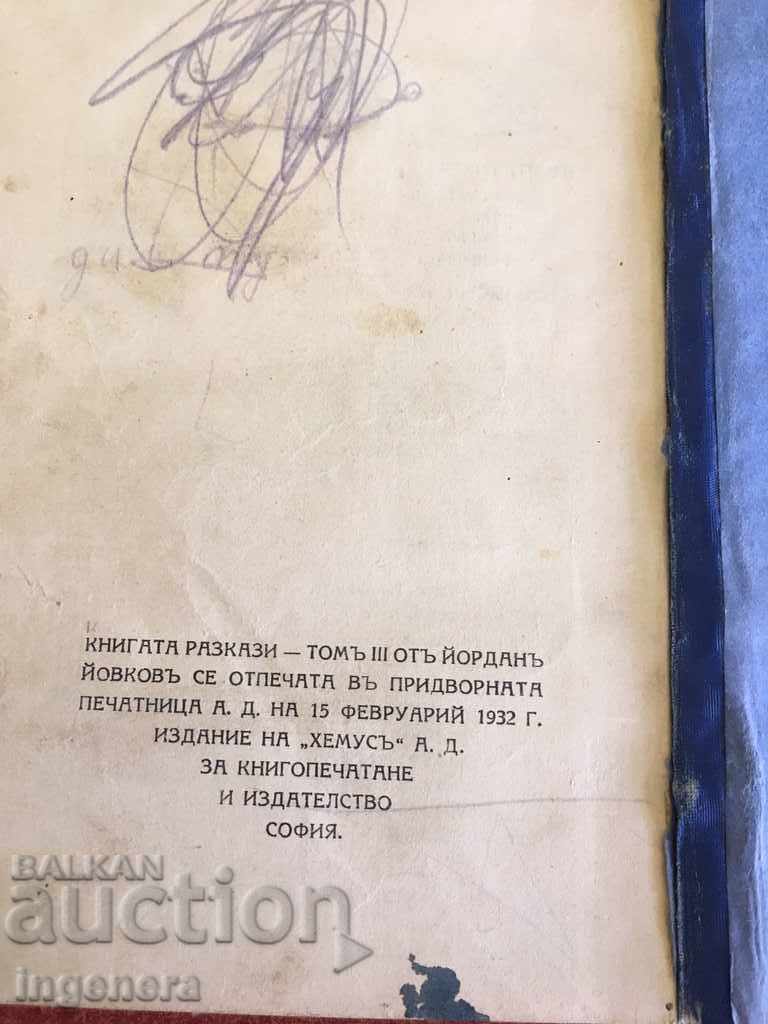 КНИГАТА РАЗКАЗИ — ТОМЪ III ОТЪ ЙОРДАНЪ
ЙОВКОВЪ СЕ ОТПЕЧАТА ВЪ ПРИДВОРНАТА
ПЕЧАТНИЦА А. Д. НА 15 ФЕВРУАРИЙ 1932 Г.
ИЗДАНИЕ НА „ХЕМУСЪ“ А. Д.
ЗА КНИГОПЕЧАТАНЕ
И ИЗДАТЕЛСТВО
СОФИЯ.
BALKAN
auction
ingenera